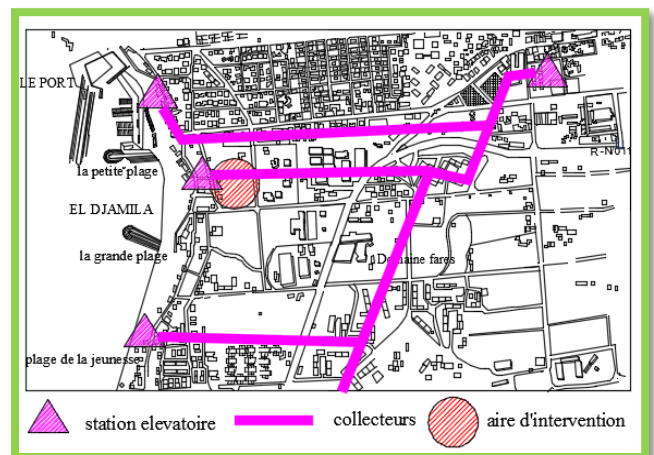 LE PORT
R-N011
la petite plage
EL DJAMILA
la grande plage
Domaine fares
plage de la jeunesse
station elevatoire
collecteurs
aire d'intervention